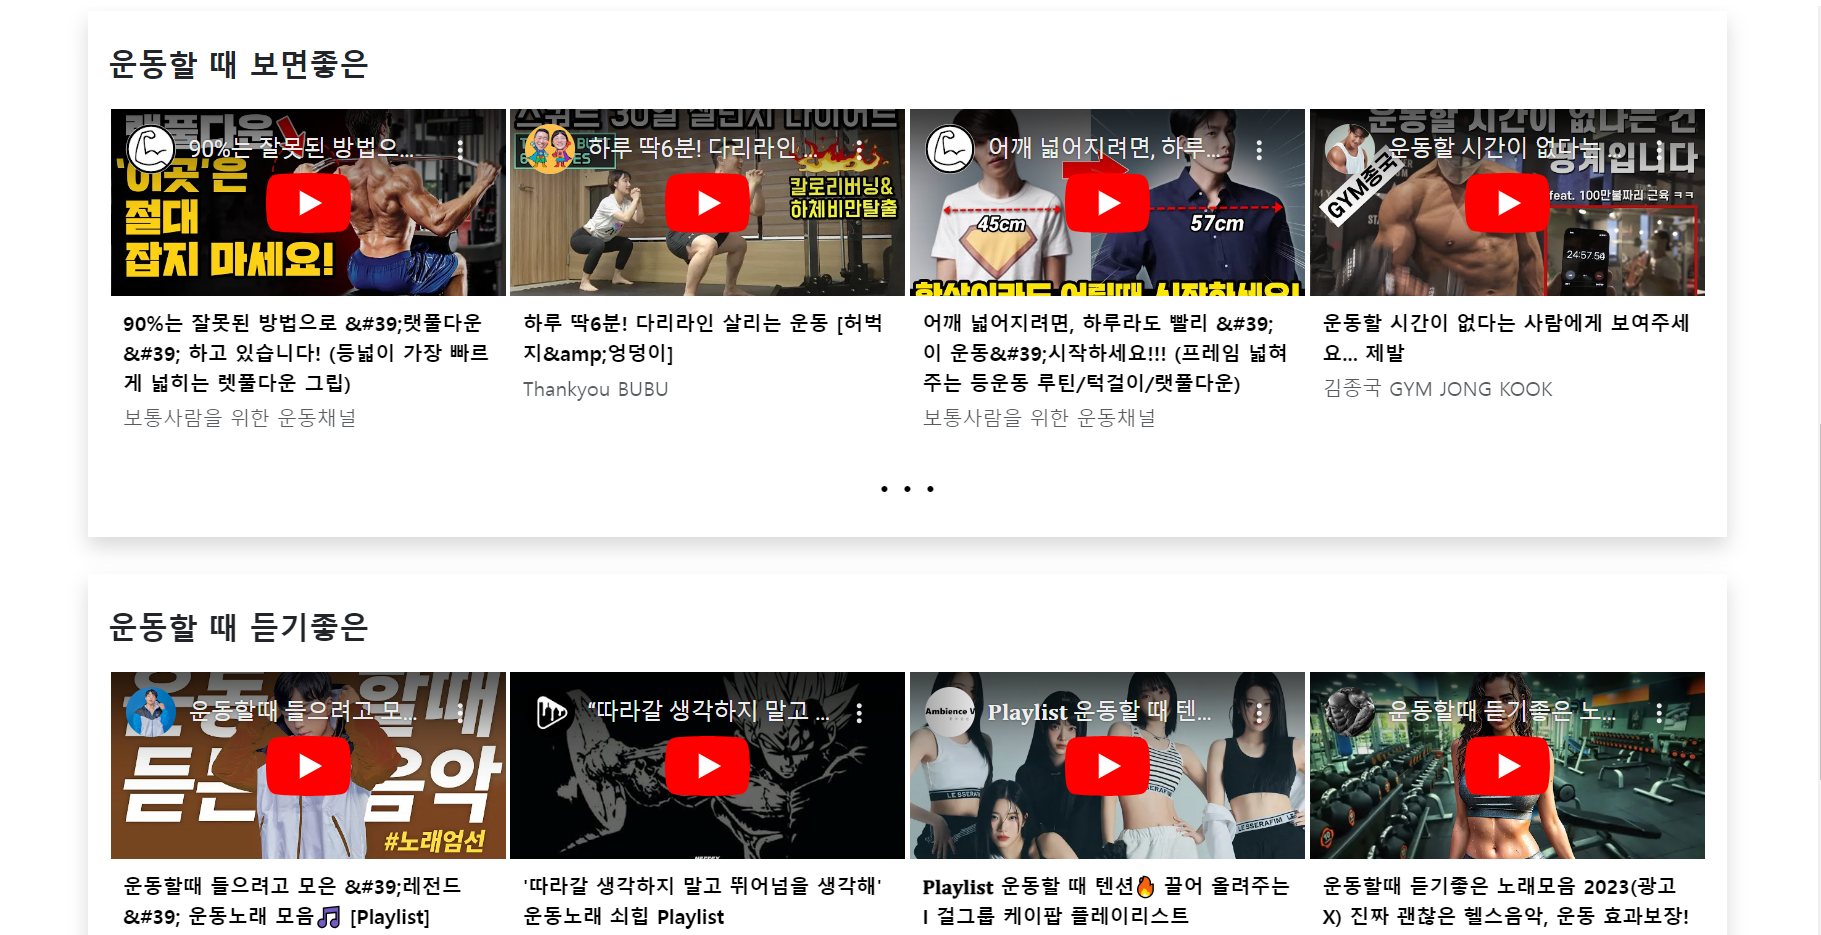 운동할 때 보면좋은
랫풀다운
90%는 잘못된 방법으...
'이곳'은
절대
잡지 마세요!
스쿼트 30일 챌린지 다이어트
하루 딱6분! 다리라인 ...
칼로리버닝&
하체비만탈출
어깨 넓어지려면, 하루...
45cm
57cm
항상이라도 어릴때 시작하세요!
운동할 시간이 없다는 건
운동할 시간이 없다는 ...
핑계입니다
GYM종국
feat. 100만불짜리 근육 ㅋㅋ
24:57.54
90%는 잘못된 방법으로 &#39;랫풀다운
&#39; 하고 있습니다! (등넓이 가장 빠르
게 넓히는 렛풀다운 그립)
보통사람을 위한 운동채널
하루 딱6분! 다리라인 살리는 운동 [허벅
지&amp;엉덩이]
Thankyou BUBU
어깨 넓어지려면, 하루라도 빨리 &#39;
이 운동&#39;시작하세요!!! (프레임 넓혀
주는 등운동 루틴/턱걸이/랫풀다운)
보통사람을 위한 운동채널
운동할 시간이 없다는 사람에게 보여주세
요... 제발
김종국 GYM JONG KOOK
• • •
운동할 때 듣기좋은
운동할때 들으려고 모...
운동 할때
듣는 음악
#노래엄선
“따라갈 생각하지 말고 ...
Ambience V
Playlist 운동할 때 텐...
LE SSERAFIM
LE SSERAFIM
LESSERAFIM
운동할때 듣기좋은 노...
운동할때 들으려고 모은 &#39;레전드
&#39; 운동노래 모음🎵 [Playlist]
'따라갈 생각하지 말고 뛰어넘을 생각해'
운동노래 쇠힙 Playlist
Playlist 운동할 때 텐션🔥 끌어 올려주는
l 걸그룹 케이팝 플레이리스트
운동할때 듣기좋은 노래모음 2023(광고
X) 진짜 괜찮은 헬스음악, 운동 효과보장!